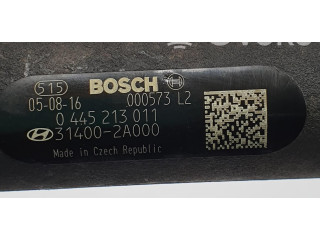 515 BOSCH
05-08-16 000573 L2
0 445 213 011
31400-2A000
Made in Czech Republic